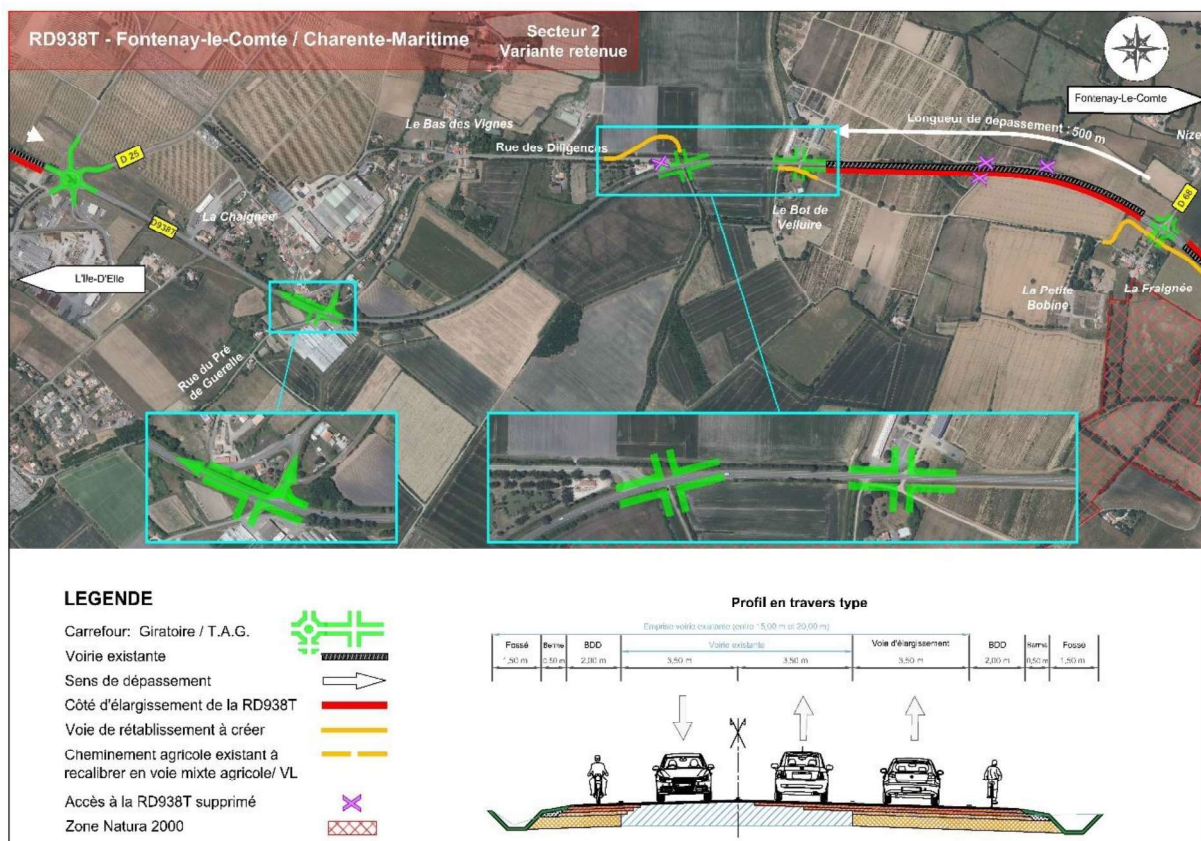 RD938T - Fontenay-le-Comte / Charente-Maritime
Secteur 2
Variante retenue
Fontenay-Le-Comte
Longueur de dépassement : 500 m
Le Bas des Vignes
Rue des Diligences
D 25
La Chaignée
D938T
L'Ile-D'Elle
Le Bot de
Velluire
D 68
La Petite
Bobine
La Fraignée
Rue du Pré
de Guerelle
LEGENDE
Carrefour: Giratoire / T.A.G.
Voirie existante
Sens de dépassement
Côté d'élargissement de la RD938T
Voie de rétablissement à créer
Cheminement agricole existant à
recalibrer en voie mixte agricole/ VL
Accès à la RD938T supprimé
Zone Natura 2000
Profil en travers type
Emprise voirie existante (entre 15,00 m et 20,00 m)
Fossé Berme BDD Voirie existante Voie d'élargissement BDD Berme Fossé
1,50 m 0,50 m 2,00 m 3,50 m 3,50 m 3,50 m 2,00 m 0,50 m 1,50 m